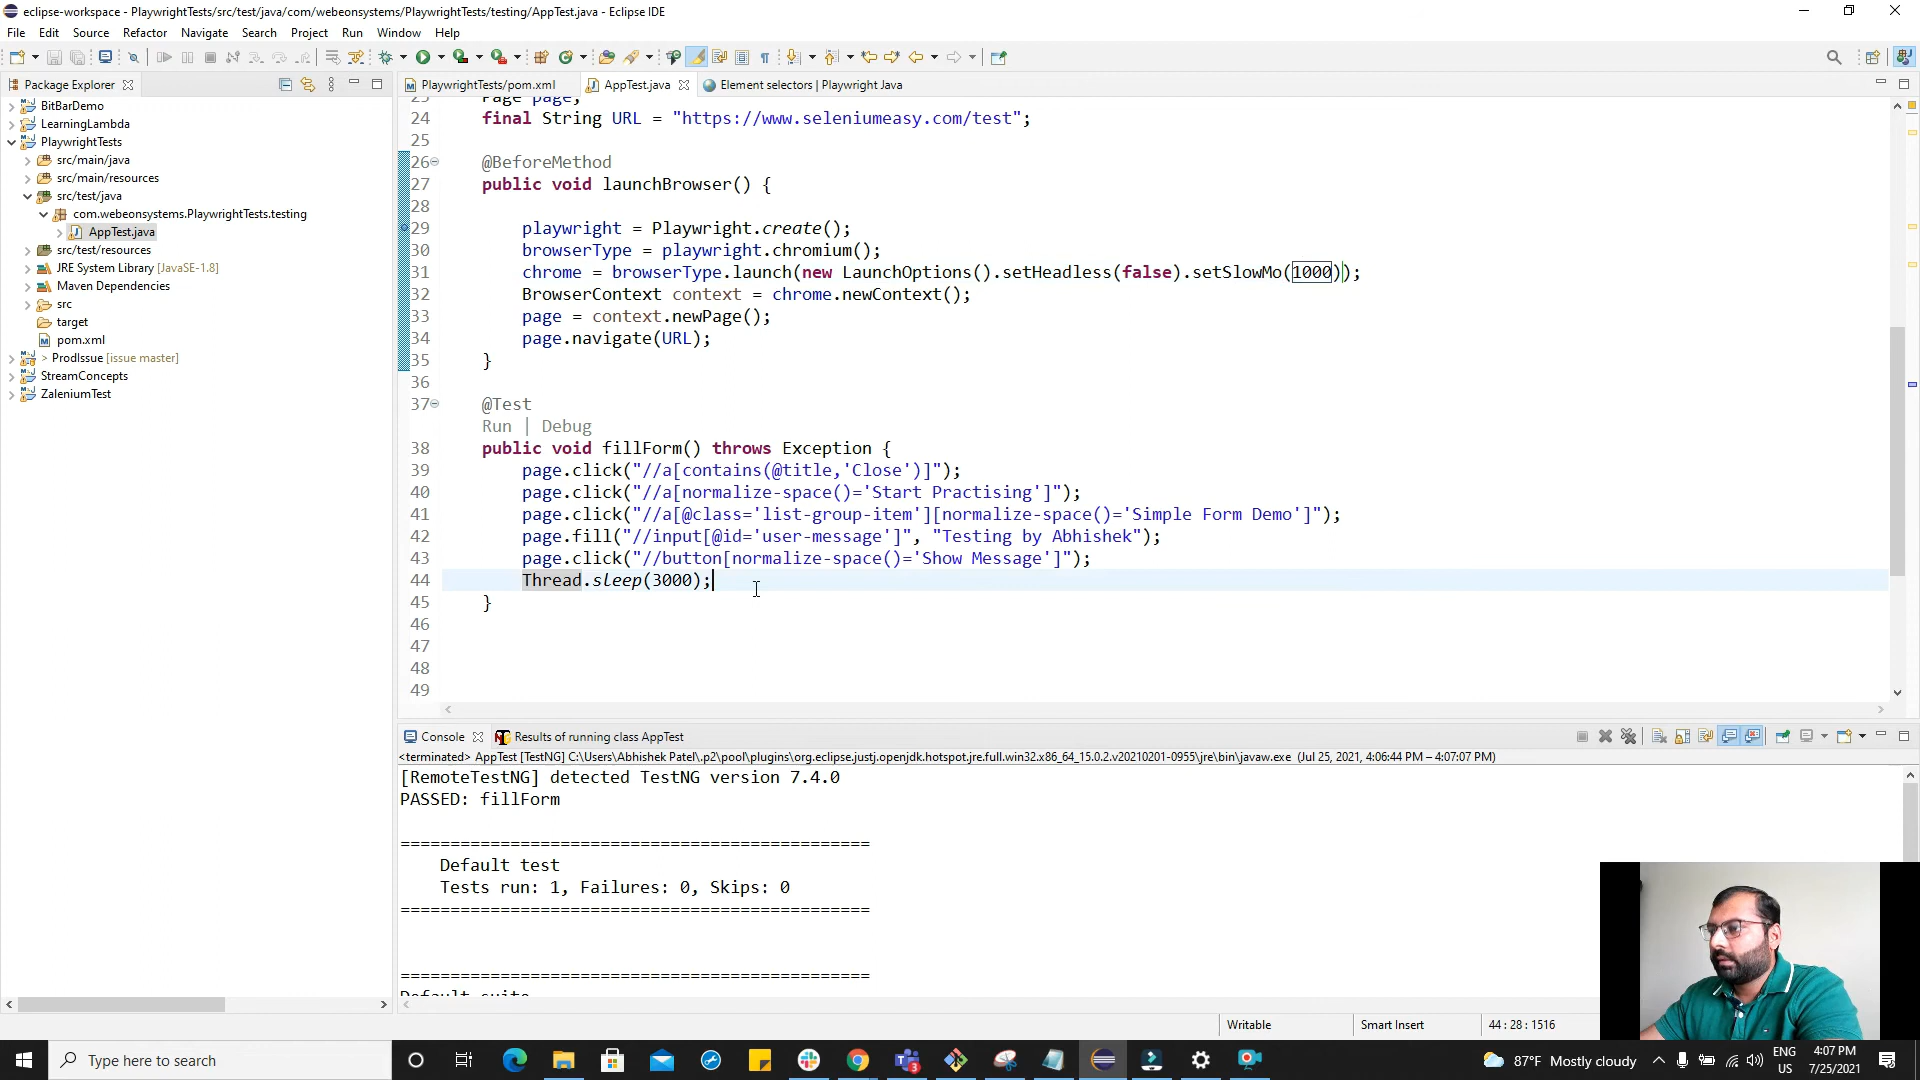 eclipse-workspace - PlaywrightTests/src/test/java/com/webeonsystems/PlaywrightTests/testing/AppTest.java - Eclipse IDE
File Edit Source Refactor Navigate Search Project Run Window Help
Package Explorer
PlaywrightTests/pom.xml AppTest.java Element selectors | Playwright Java
BitBarDemo
LearningLambda
PlaywrightTests
src/main/java
src/main/resources
src/test/java
com.webeonsystems.PlaywrightTests.testing
AppTest.java
src/test/resources
JRE System Library [JavaSE-1.8]
Maven Dependencies
src
target
pom.xml
> ProdIssue [issue master]
StreamConcepts
ZaleniumTest
23 Page page;
24 final String URL = "https://www.seleniumeasy.com/test";
25
26 @BeforeMethod
27 public void launchBrowser() {
28
29 playwright = Playwright.create();
30 browserType = playwright.chromium();
31 chrome = browserType.launch(new LaunchOptions().setHeadless(false).setSlowMo(1000));
32 BrowserContext context = chrome.newContext();
33 page = context.newPage();
34 page.navigate(URL);
35 }
36
37 @Test
Run | Debug
38 public void fillForm() throws Exception {
39 page.click("//a[contains(@title,'Close')]");
40 page.click("//a[normalize-space()='Start Practising']");
41 page.click("//a[@class='list-group-item'][normalize-space()='Simple Form Demo']");
42 page.fill("//input[@id='user-message']", "Testing by Abhishek");
43 page.click("//button[normalize-space()='Show Message']");
44 Thread.sleep(3000);
45 }
46
47
48
49
Console Results of running class AppTest
<terminated> AppTest [TestNG] C:\Users\Abhishek Patel\.p2\pool\plugins\org.eclipse.justj.openjdk.hotspot.jre.full.win32.x86_64_15.0.2.v20210201-0955\jre\bin\javaw.exe (Jul 25, 2021, 4:06:44 PM – 4:07:07 PM)
[RemoteTestNG] detected TestNG version 7.4.0
PASSED: fillForm
===============================================
Default test
Tests run: 1, Failures: 0, Skips: 0
===============================================
===============================================
Default suite
Writable Smart Insert 44 : 28 : 1516
Type here to search
3
87°F Mostly cloudy
ENG
US
4:07 PM
7/25/2021